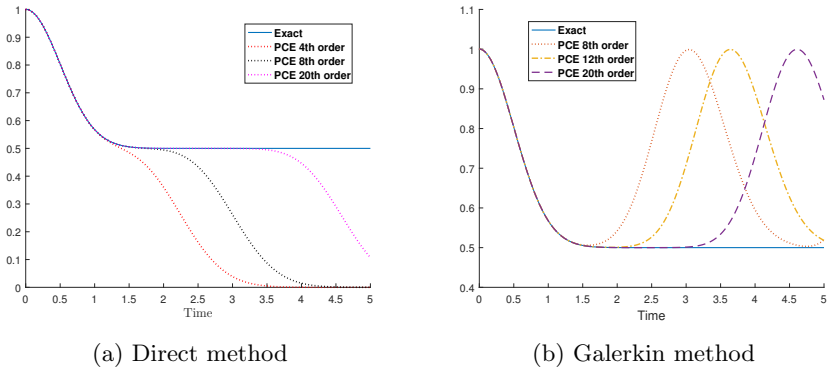 1
0.9
0.8
0.7
0.6
0.5
0.4
0.3
0.2
0.1
0
0 0.5 1 1.5 2 2.5 3 3.5 4 4.5 5
Time
Exact
PCE 4th order
PCE 8th order
PCE 20th order
(a) Direct method
1.1
1
0.9
0.8
0.7
0.6
0.5
0.4
0 0.5 1 1.5 2 2.5 3 3.5 4 4.5 5
Time
Exact
PCE 8th order
PCE 12th order
PCE 20th order
(b) Galerkin method